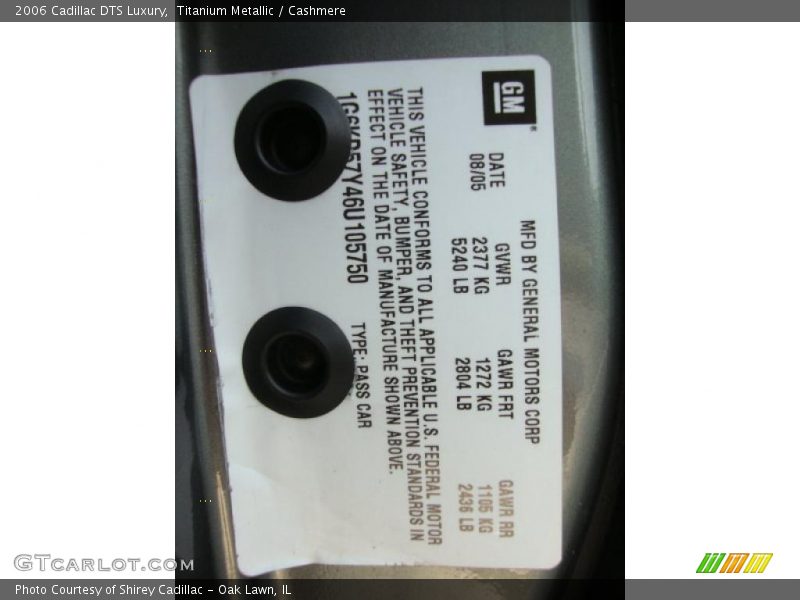 2006 Cadillac DTS Luxury, Titanium Metallic / Cashmere
GM
MFD BY GENERAL MOTORS CORP
DATE GVWR GAWR FRT GAWR RR
08/05 2377 KG 1272 KG 1105 KG
5240 LB 2804 LB 2436 LB
THIS VEHICLE CONFORMS TO ALL APPLICABLE U.S. FEDERAL MOTOR
VEHICLE SAFETY, BUMPER, AND THEFT PREVENTION STANDARDS IN
EFFECT ON THE DATE OF MANUFACTURE SHOWN ABOVE.
TYPE: PASS CAR
GTcarlot.com
Photo Courtesy of Shirey Cadillac - Oak Lawn, IL